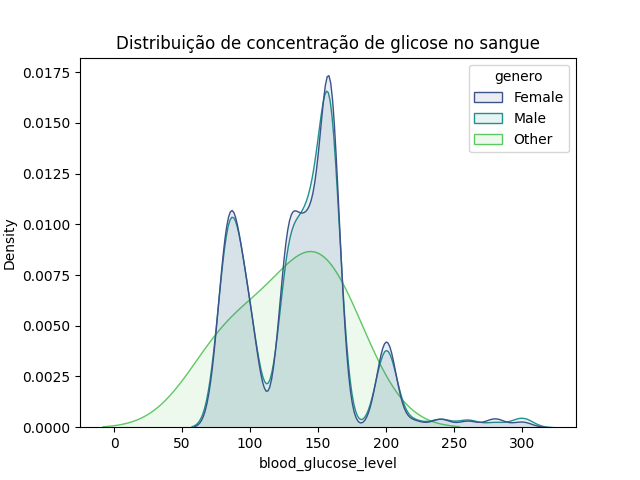 Distribuição de concentração de glicose no sangue
genero
Female
Male
Other
Density
0.0175
0.0150
0.0125
0.0100
0.0075
0.0050
0.0025
0.0000
0 50 100 150 200 250 300
blood_glucose_level